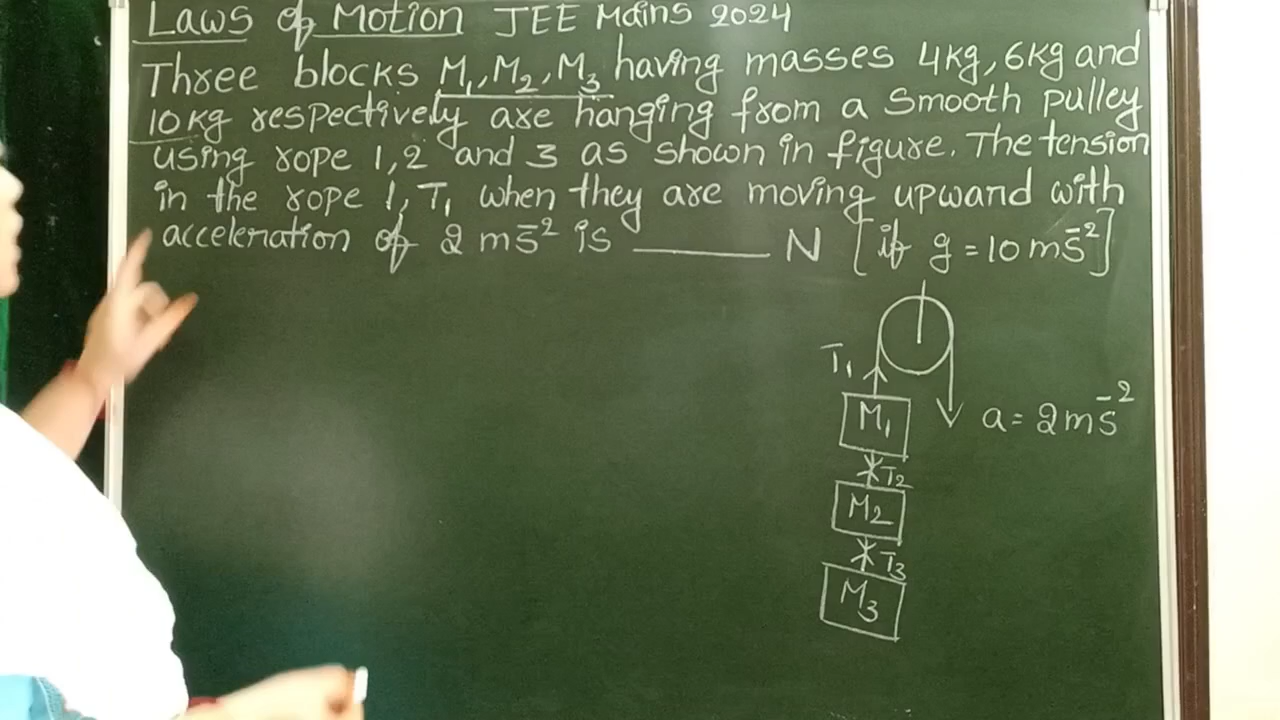 Laws of Motion JEE Mains 2024
Three blocks M₁, M₂, M₃ having masses 4kg, 6kg and
10kg respectively are hanging from a smooth pulley
using rope 1, 2 and 3 as shown in figure. The tension
in the rope 1, T₁ when they are moving upward with
acceleration of 2 ms⁻² is ______ N [if g = 10 ms⁻²]
T₁
M₁
a = 2 ms⁻²
T₂
M₂
T₃
M₃